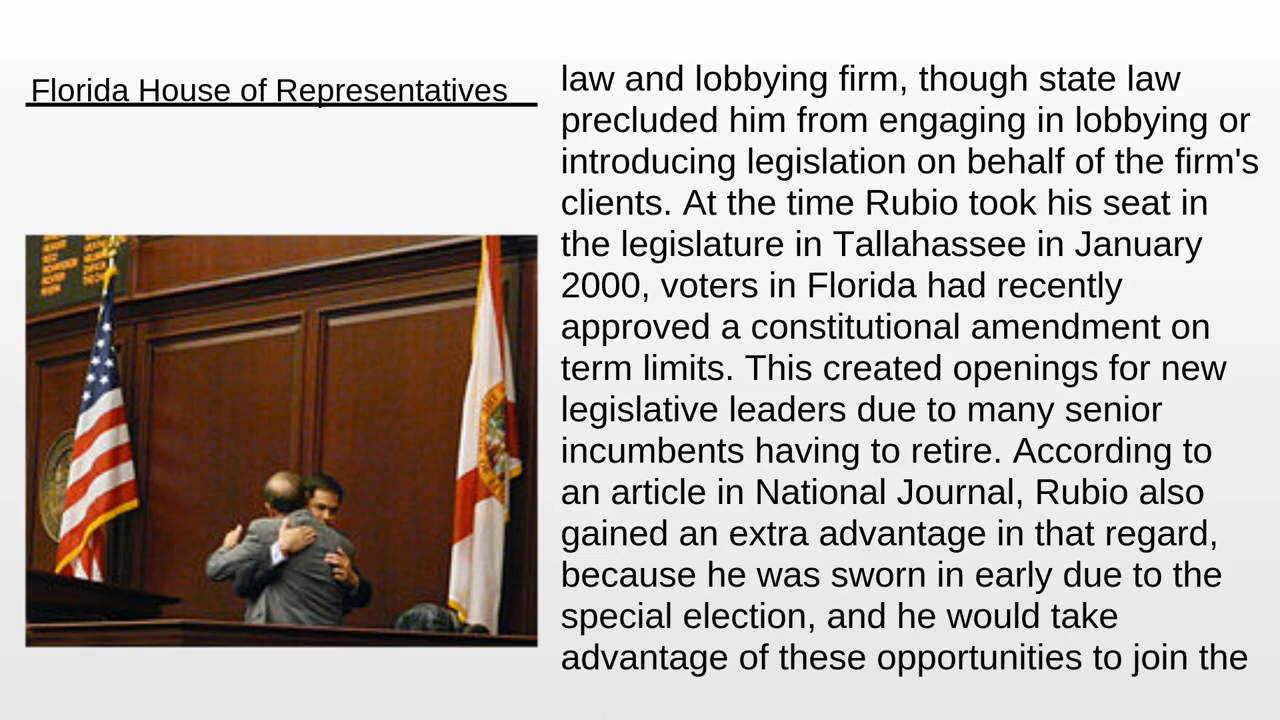 Florida House of Representatives
law and lobbying firm, though state law
precluded him from engaging in lobbying or
introducing legislation on behalf of the firm's
clients. At the time Rubio took his seat in
the legislature in Tallahassee in January
2000, voters in Florida had recently
approved a constitutional amendment on
term limits. This created openings for new
legislative leaders due to many senior
incumbents having to retire. According to
an article in National Journal, Rubio also
gained an extra advantage in that regard,
because he was sworn in early due to the
special election, and he would take
advantage of these opportunities to join the